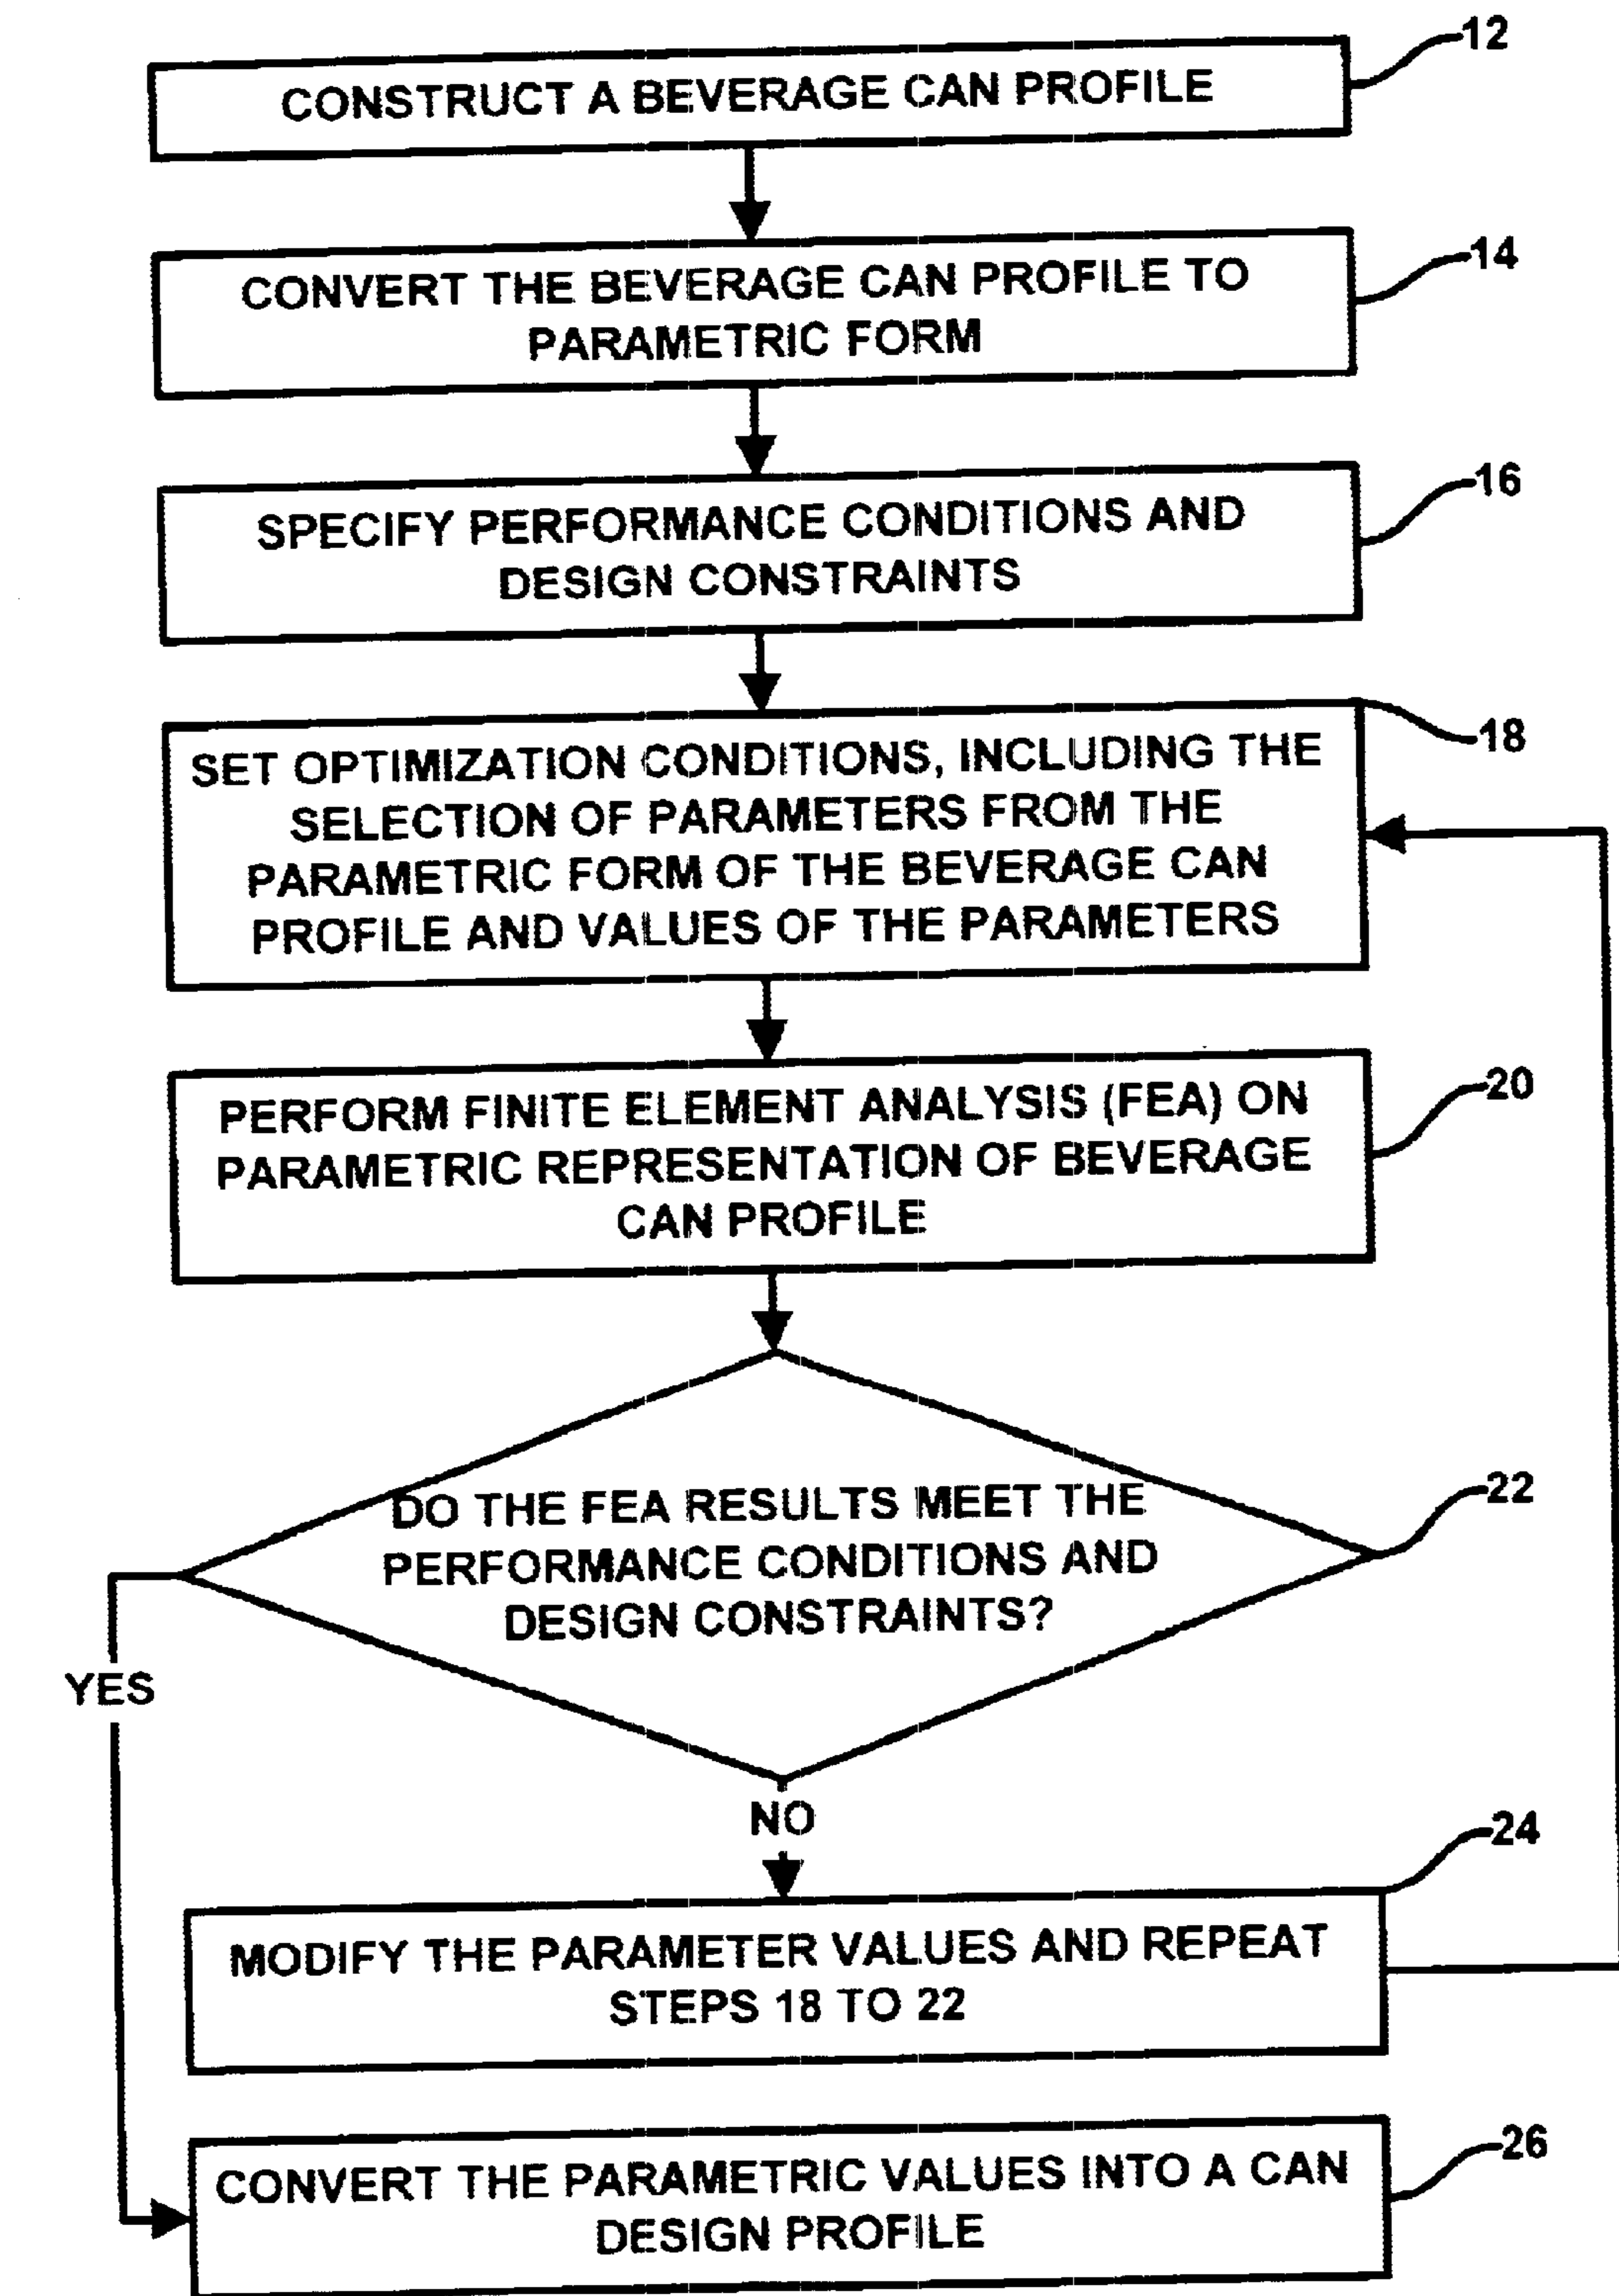 12
CONSTRUCT A BEVERAGE CAN PROFILE
14
CONVERT THE BEVERAGE CAN PROFILE TO
PARAMETRIC FORM
16
SPECIFY PERFORMANCE CONDITIONS AND
DESIGN CONSTRAINTS
18
SET OPTIMIZATION CONDITIONS, INCLUDING THE
SELECTION OF PARAMETERS FROM THE
PARAMETRIC FORM OF THE BEVERAGE CAN
PROFILE AND VALUES OF THE PARAMETERS
20
PERFORM FINITE ELEMENT ANALYSIS (FEA) ON
PARAMETRIC REPRESENTATION OF BEVERAGE
CAN PROFILE
22
DO THE FEA RESULTS MEET THE
PERFORMANCE CONDITIONS AND
DESIGN CONSTRAINTS?
YES
NO
24
MODIFY THE PARAMETER VALUES AND REPEAT
STEPS 18 TO 22
26
CONVERT THE PARAMETRIC VALUES INTO A CAN
DESIGN PROFILE